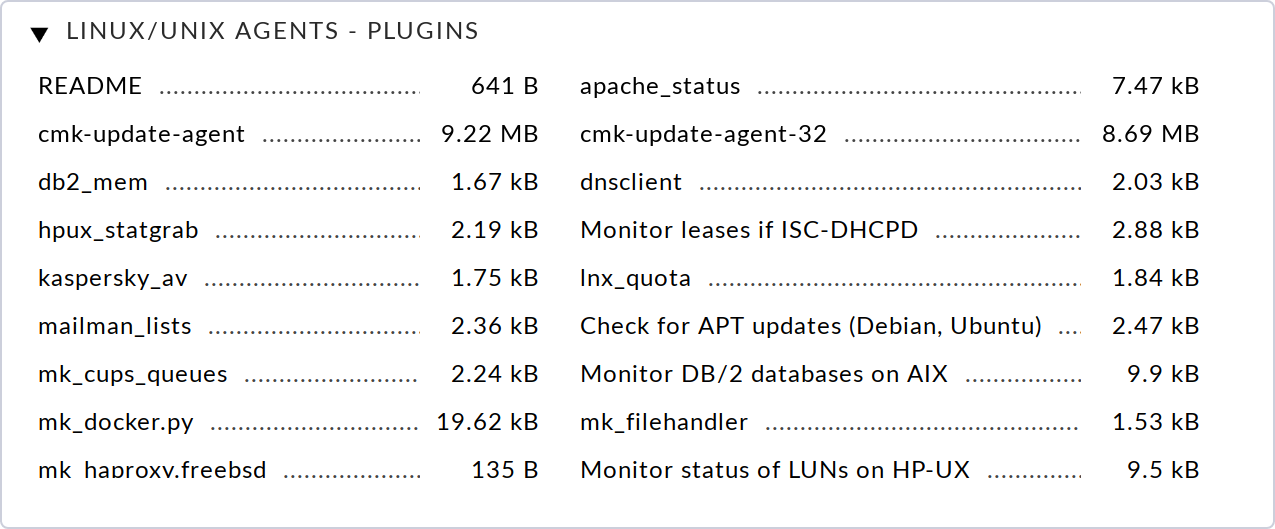 ▼ LINUX/UNIX AGENTS - PLUGINS
README ........ 641 B apache_status ........ 7.47 kB
cmk-update-agent ........ 9.22 MB cmk-update-agent-32 ........ 8.69 MB
db2_mem ........ 1.67 kB dnsclient ........ 2.03 kB
hpux_statgrab ........ 2.19 kB Monitor leases if ISC-DHCPD ........ 2.88 kB
kaspersky_av ........ 1.75 kB lnx_quota ........ 1.84 kB
mailman_lists ........ 2.36 kB Check for APT updates (Debian, Ubuntu) .... 2.47 kB
mk_cups_queues ........ 2.24 kB Monitor DB/2 databases on AIX ........ 9.9 kB
mk_docker.py ........ 19.62 kB mk_filehandler ........ 1.53 kB
mk_haproxy.freebsd ........ 135 B Monitor status of LUNs on HP-UX ........ 9.5 kB